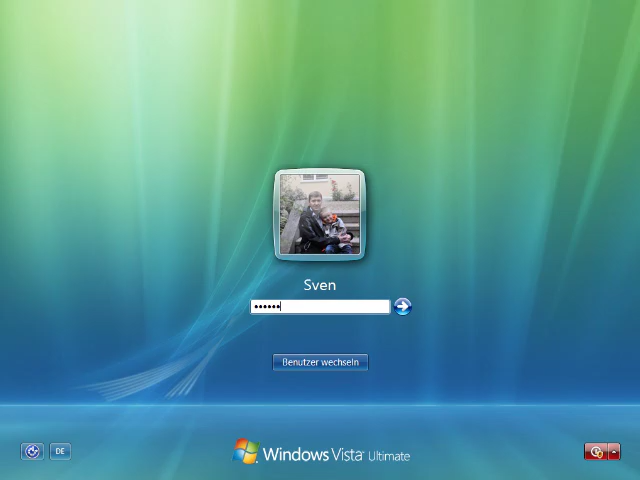 Sven
••••••
Benutzer wechseln
DE
Windows Vista Ultimate